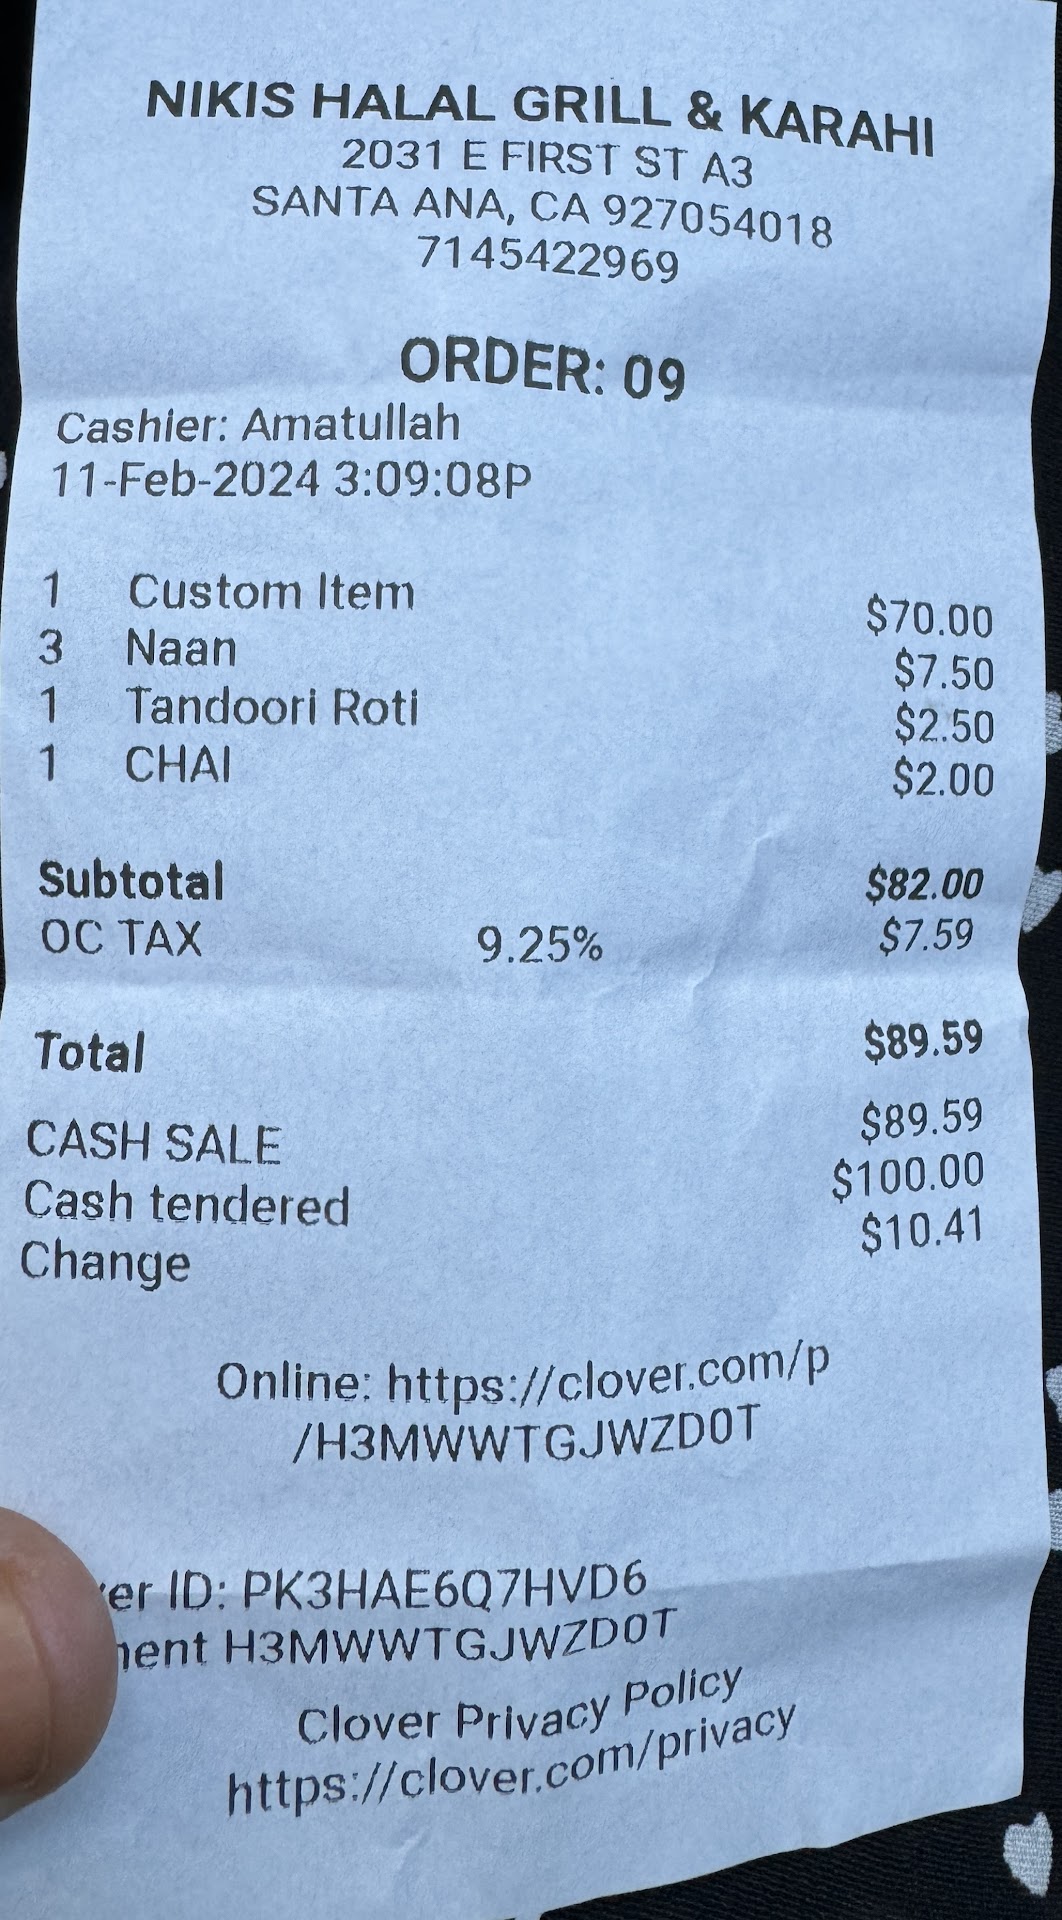 NIKIS HALAL GRILL & KARAHI
2031 E FIRST ST A3
SANTA ANA, CA 927054018
7145422969
ORDER: 09
Cashier: Amatullah
11-Feb-2024 3:09:08P
1 Custom Item $70.00
3 Naan $7.50
1 Tandoori Roti $2.50
1 CHAI $2.00
Subtotal $82.00
OC TAX 9.25% $7.59
Total $89.59
CASH SALE $89.59
Cash tendered $100.00
Change $10.41
Online: https://clover.com/p
/H3MWWTGJWZD0T
ID: PK3HAE6Q7HVD6
H3MWWTGJWZD0T
Clover Privacy Policy
https://clover.com/privacy